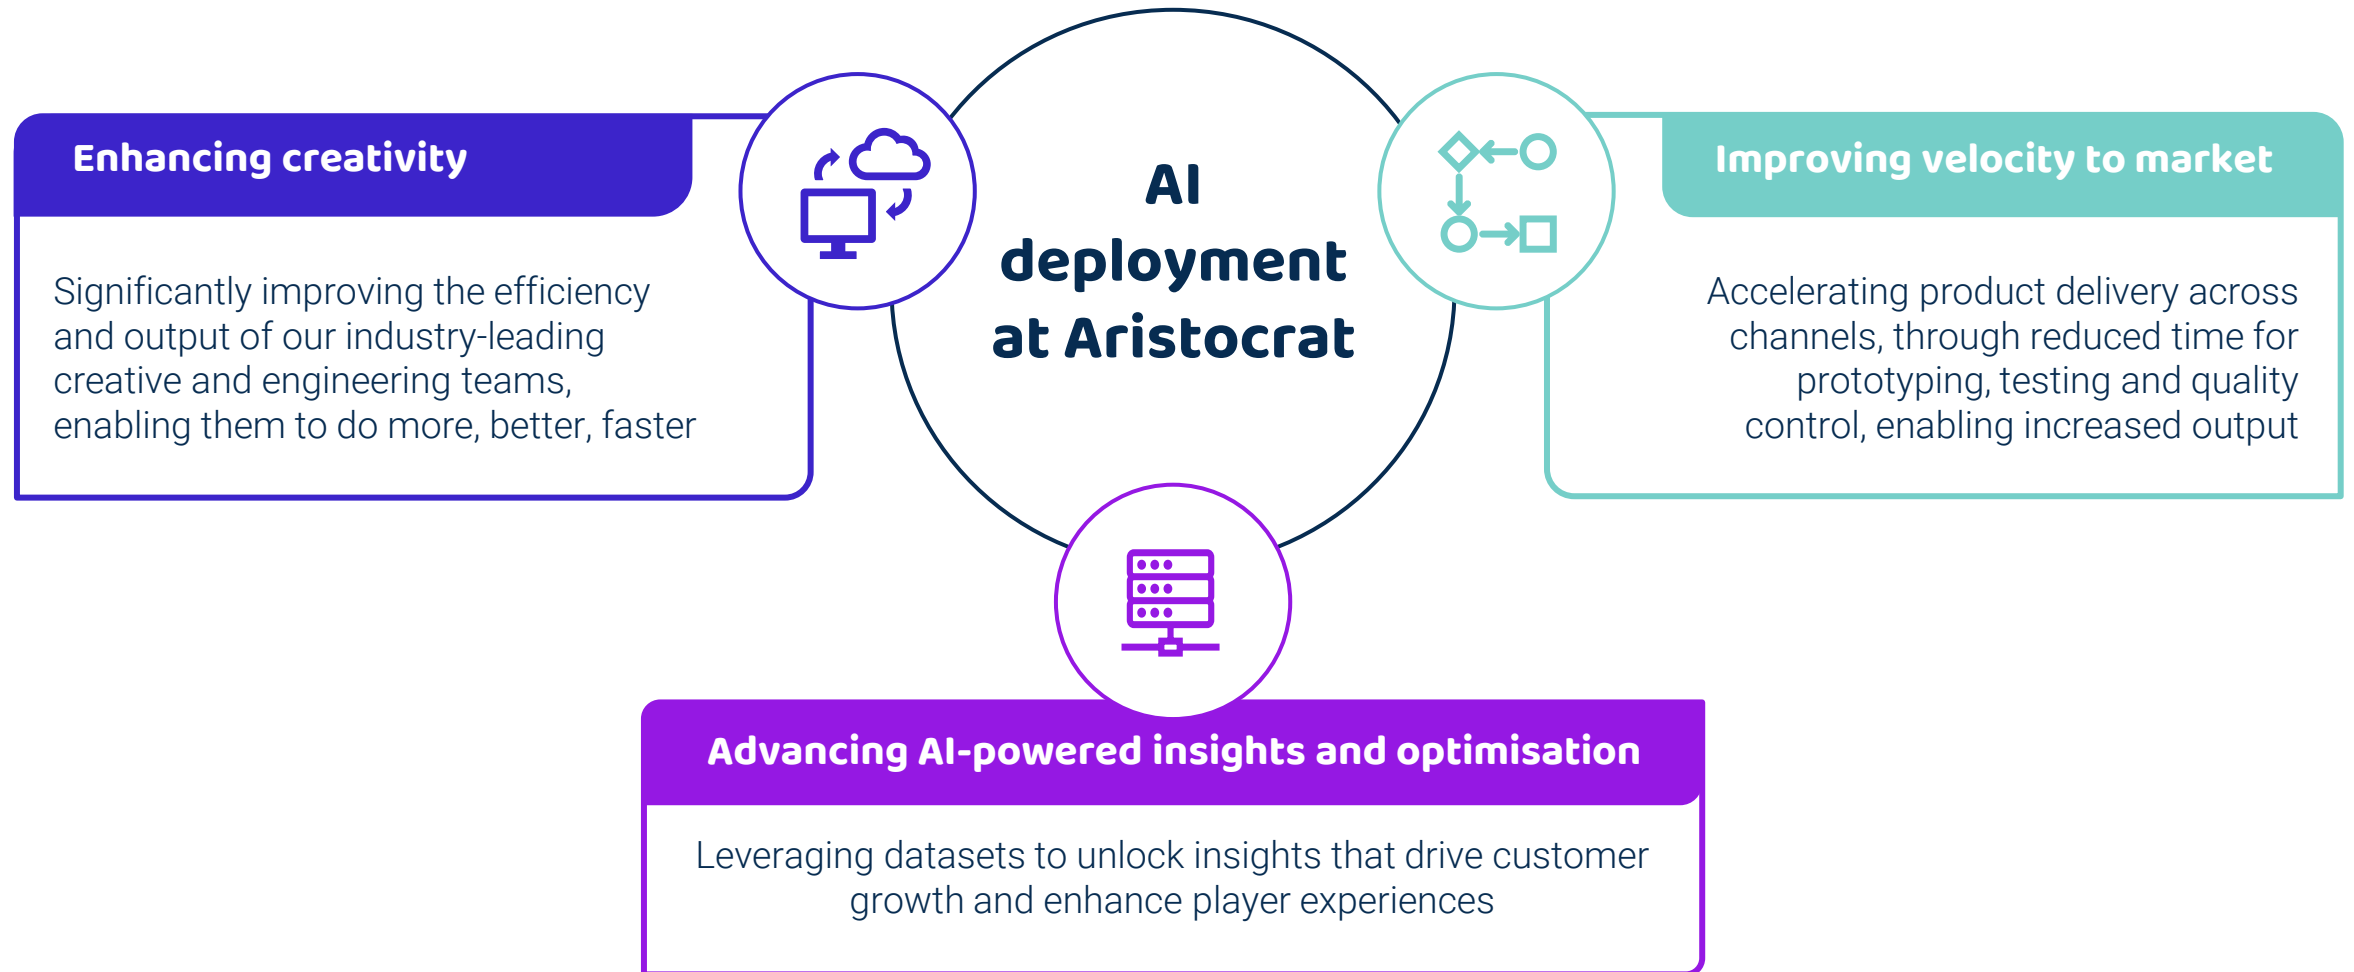 AI
deployment
at Aristocrat
Enhancing creativity
Significantly improving the efficiency
and output of our industry-leading
creative and engineering teams,
enabling them to do more, better, faster
Improving velocity to market
Accelerating product delivery across
channels, through reduced time for
prototyping, testing and quality
control, enabling increased output
Advancing AI-powered insights and optimisation
Leveraging datasets to unlock insights that drive customer
growth and enhance player experiences